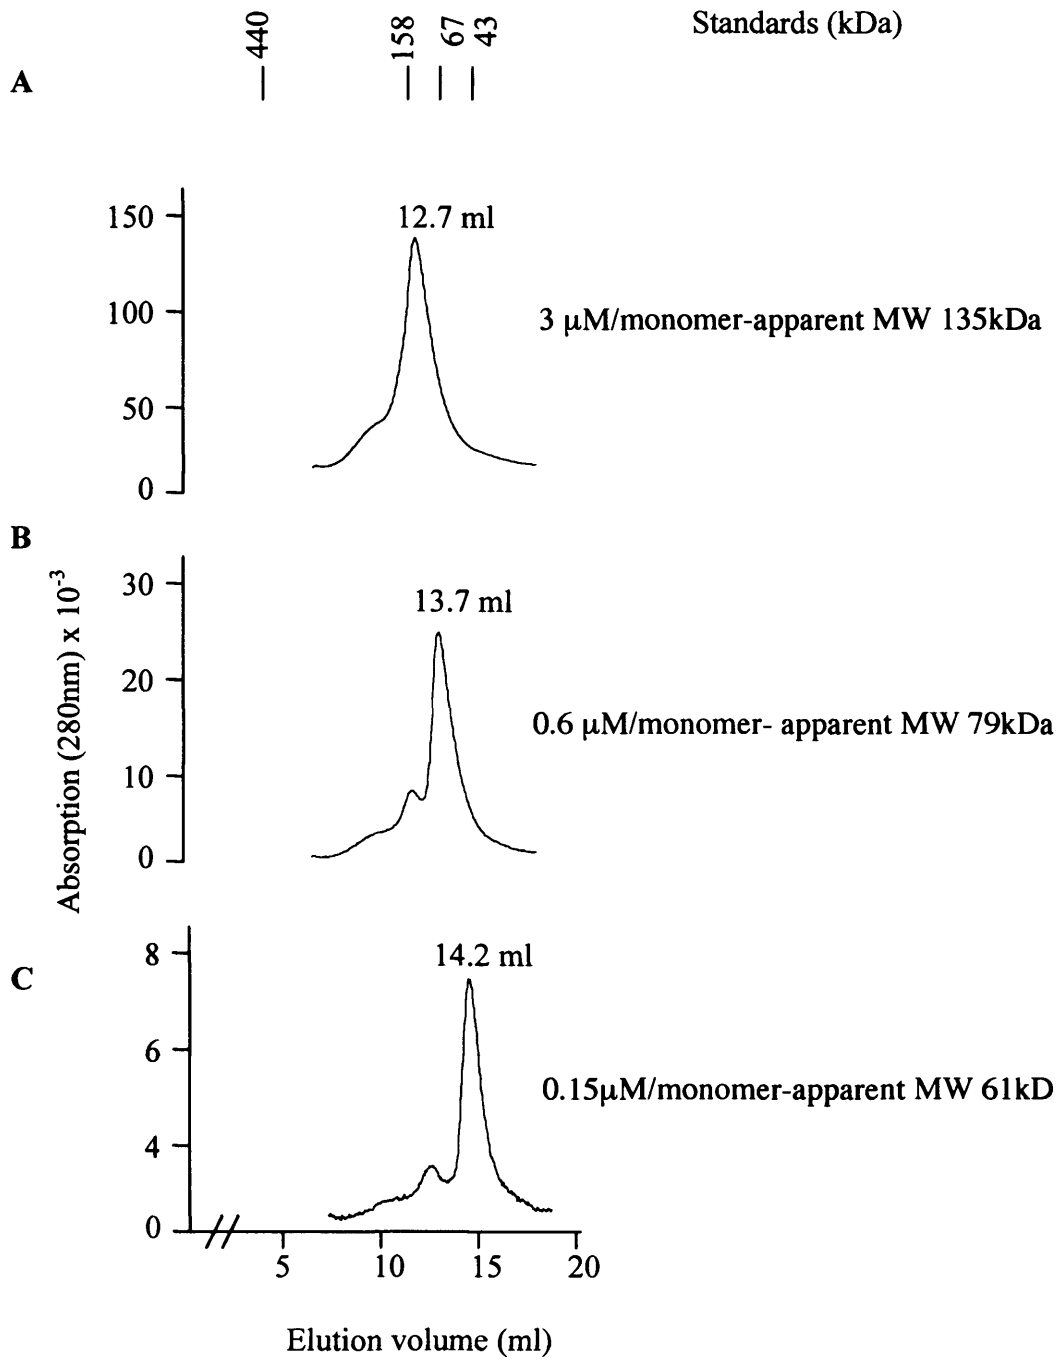 440
158
67
43
Standards (kDa)
A
150
100
50
0
12.7 ml
3 µM/monomer-apparent MW 135kDa
B
30
20
10
0
13.7 ml
0.6 µM/monomer- apparent MW 79kDa
Absorption (280nm) x 10-3
C
8
6
4
0
14.2 ml
0.15µM/monomer-apparent MW 61kD
5
10
15
20
Elution volume (ml)